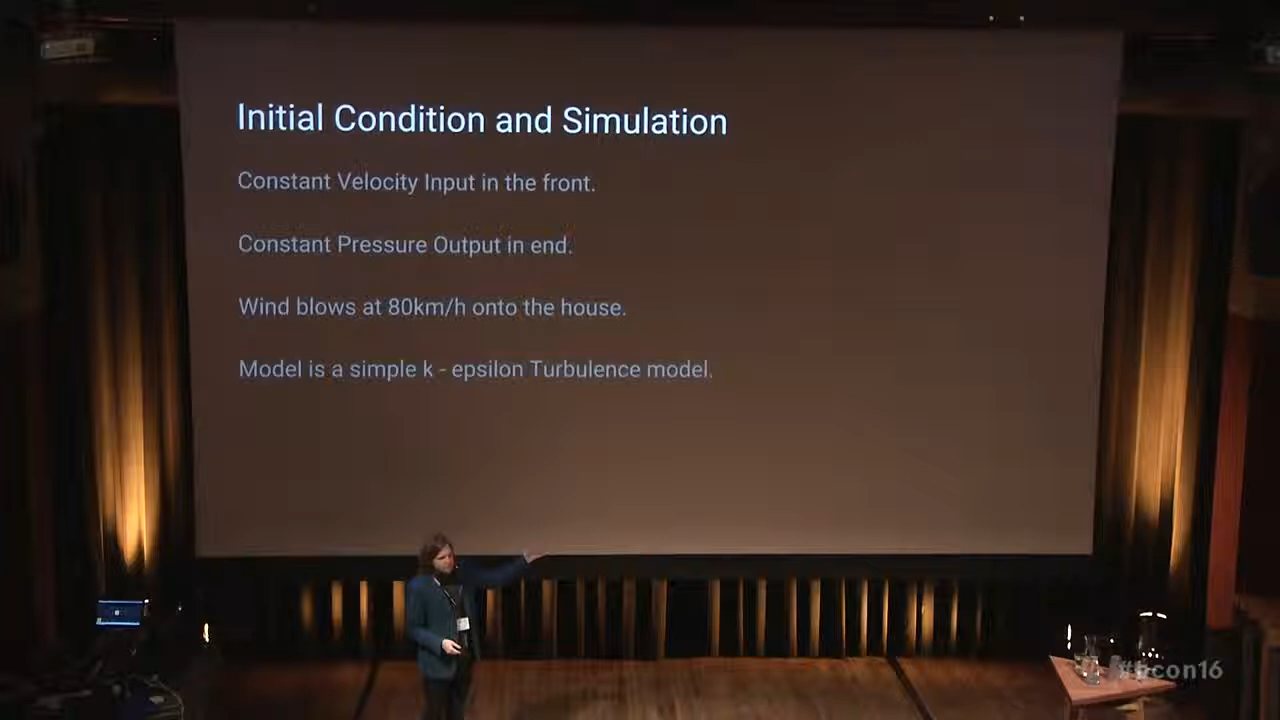 Initial Condition and Simulation
Constant Velocity Input in the front.
Constant Pressure Output in end.
Wind blows at 80km/h onto the house.
Model is a simple k - epsilon Turbulence model.
#bcon16